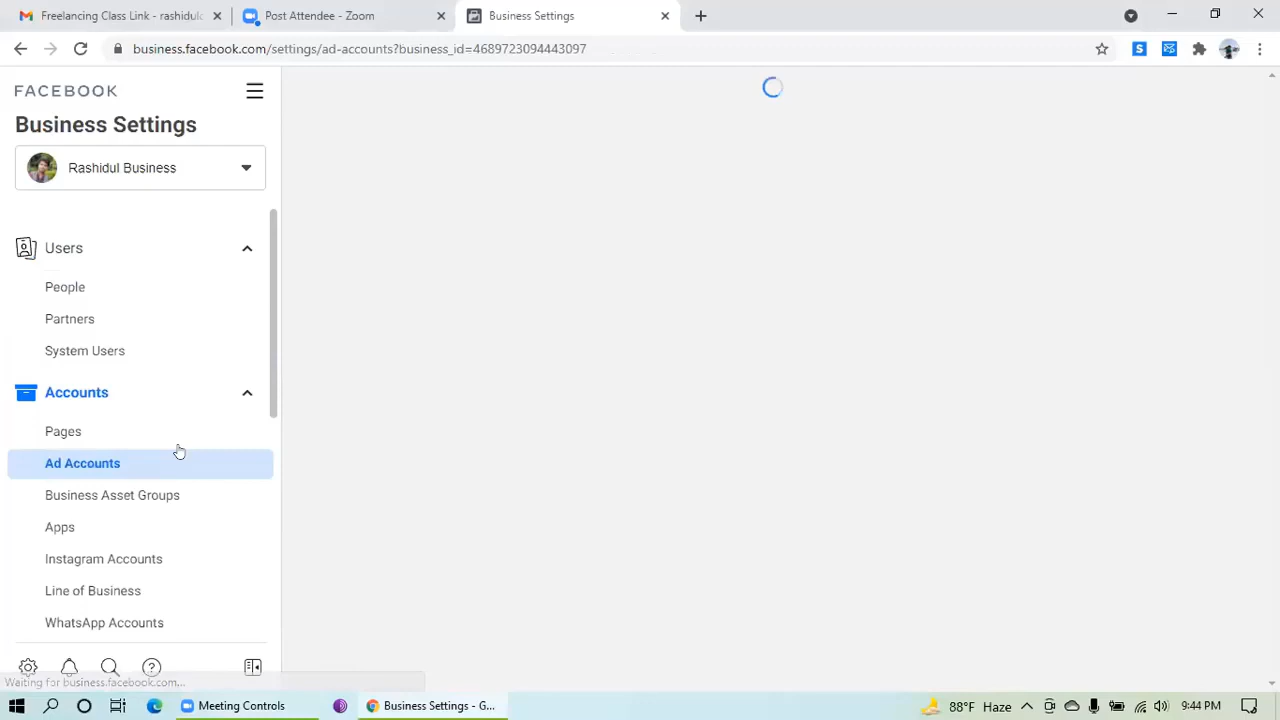 Freelancing Class Link - rashidul
Post Attendee - Zoom
Business Settings
business.facebook.com/settings/ad-accounts?business_id=4689723094443097
FACEBOOK
Business Settings
Rashidul Business
Users
People
Partners
System Users
Accounts
Pages
Ad Accounts
Business Asset Groups
Apps
Instagram Accounts
Line of Business
WhatsApp Accounts
Waiting for business.facebook.com...
Meeting Controls
Business Settings - G...
88°F Haze
9:44 PM